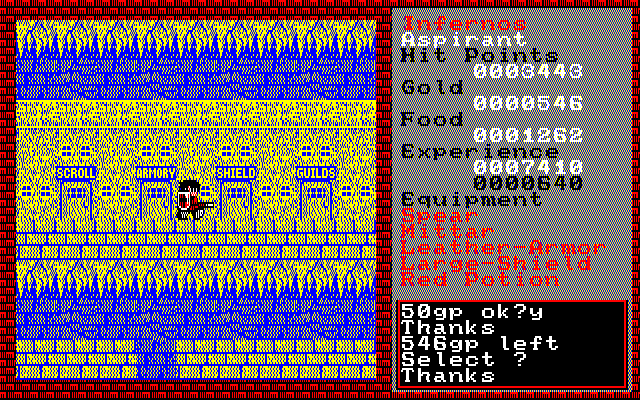 SCROLL ARMORY SHIELD GUILDS
Infernos
Aspirant
Hit Points
0003443
Gold
0000546
Food
0001262
Experience
0007410
0000640
Equipment
Spear
Mittar
Leather-Armor
Large-Shield
Red Potion
50gp ok?y
Thanks
546gp left
Select ?
Thanks